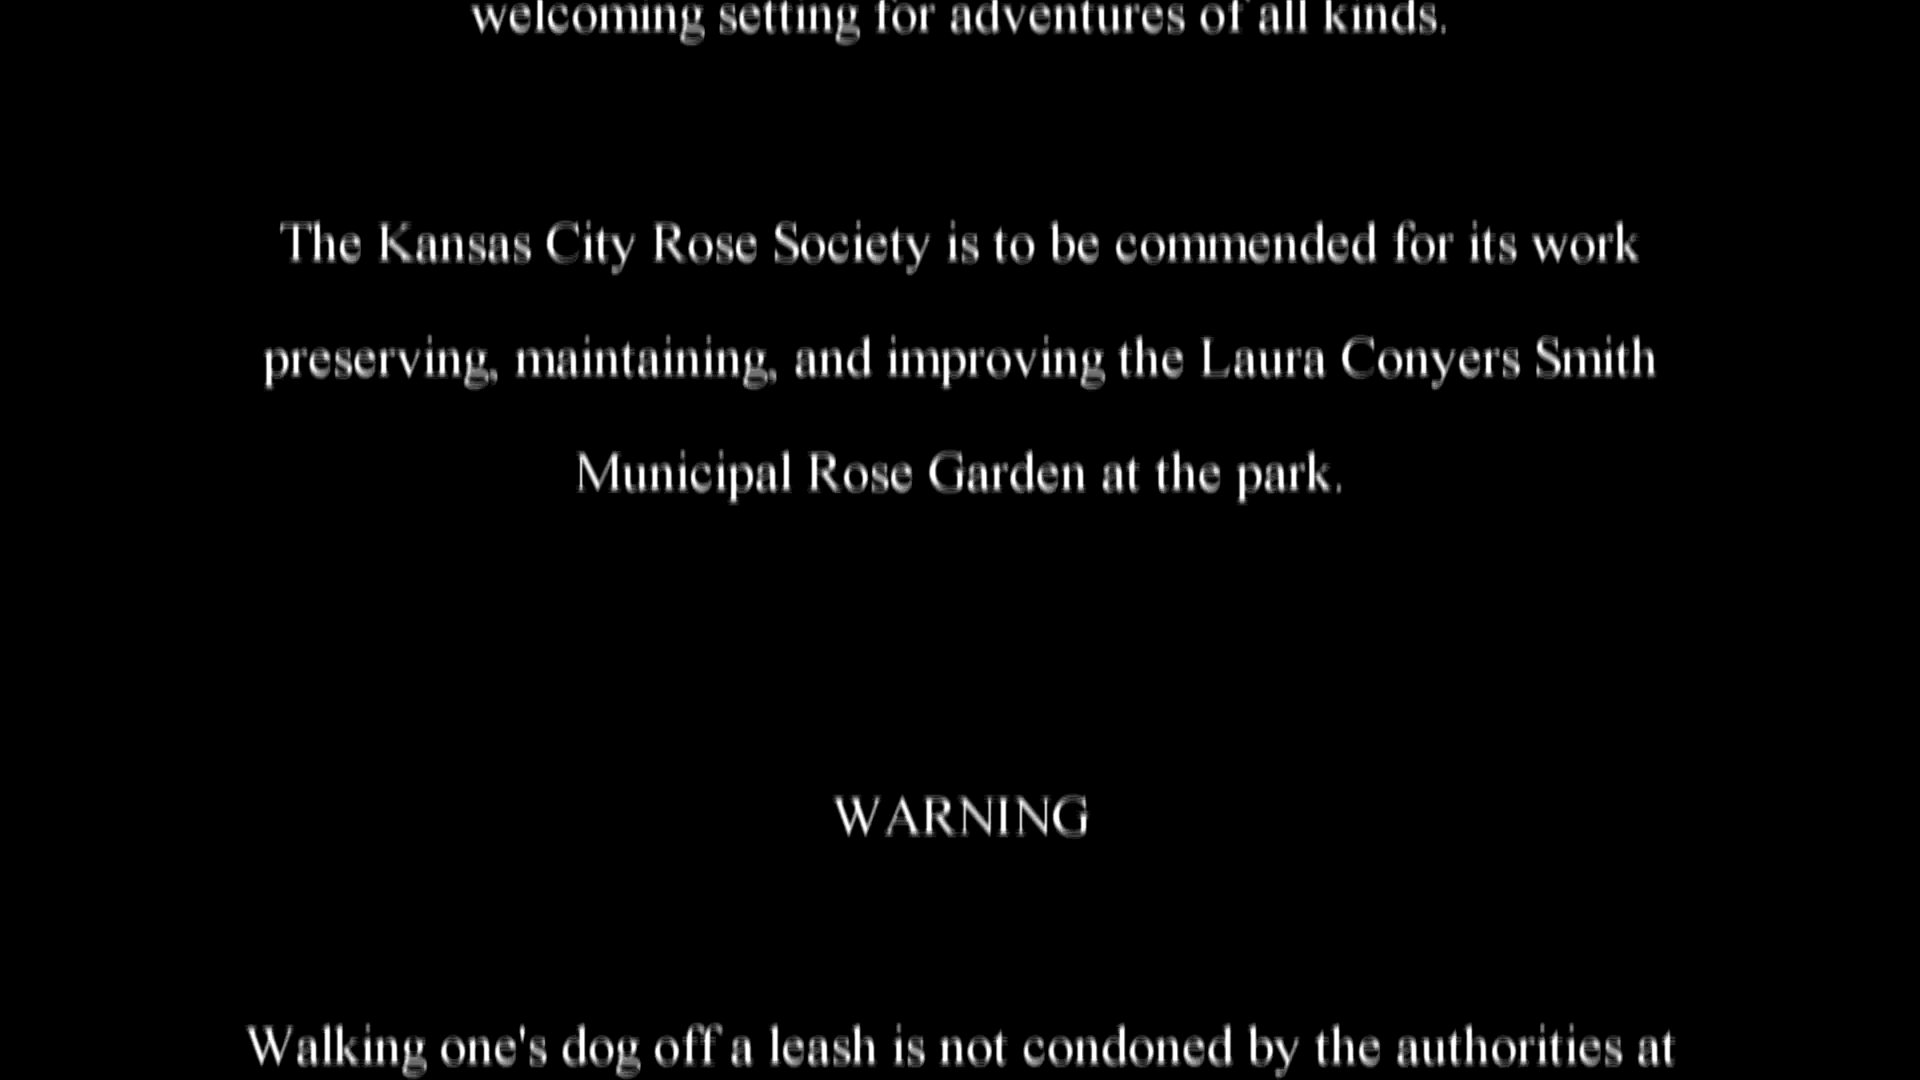 welcoming setting for adventures of all kinds.
The Kansas City Rose Society is to be commended for its work
preserving, maintaining, and improving the Laura Conyers Smith
Municipal Rose Garden at the park.
WARNING
Walking one's dog off a leash is not condoned by the authorities at